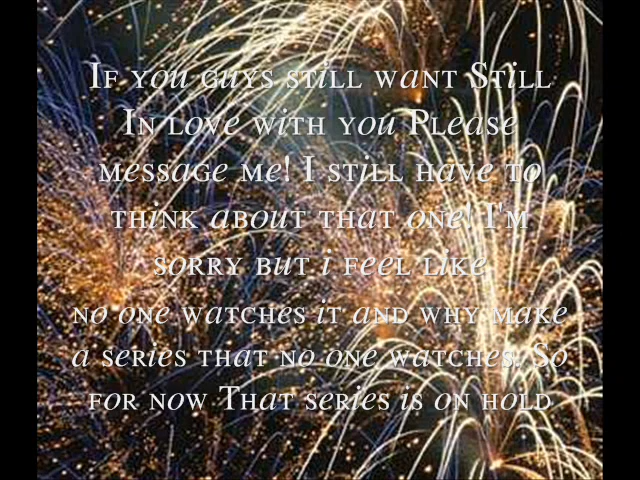 If you guys still want Still
In love with you Please
message me! I still have to
think about that one! I'm
sorry but i feel like
no one watches it and why make
a series that no one watches. So
for now That series is on hold